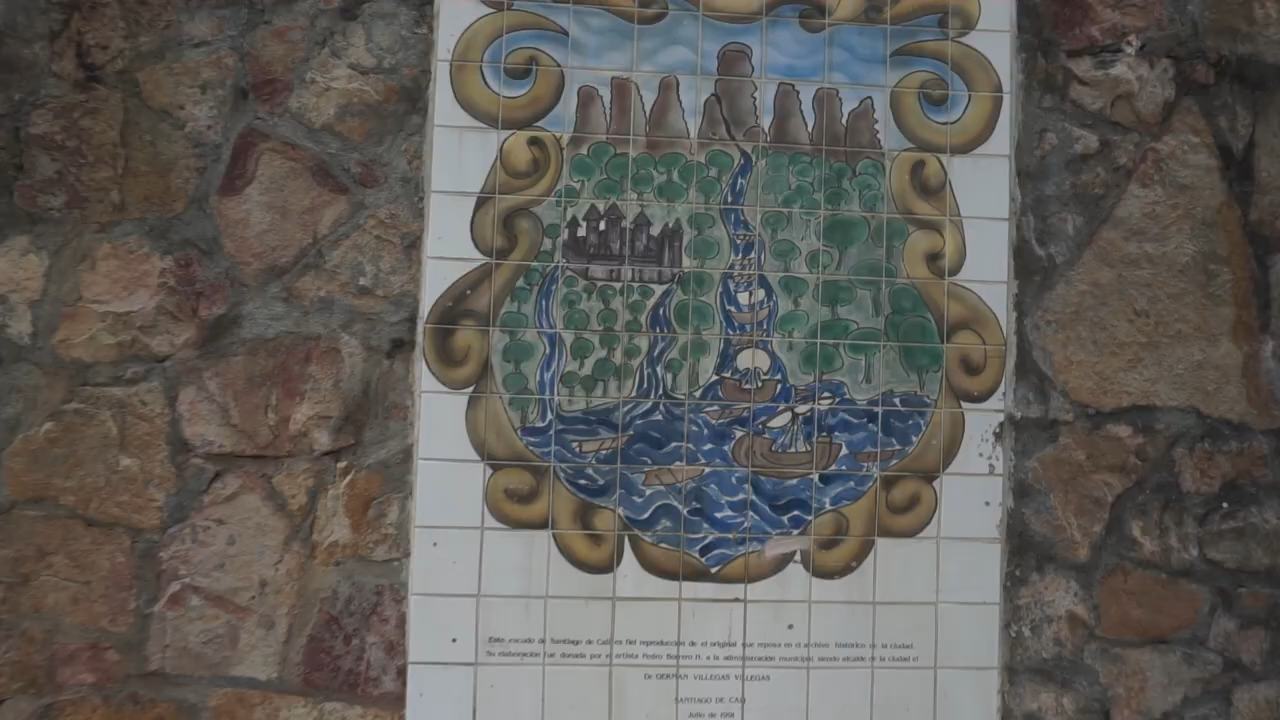 Este escudo de Santiago de Cali es fiel reproducción de el original que reposa en el archivo histórico de la ciudad.
Su elaboración fue donada por el artista Pedro Borrero H. a la administración municipal siendo alcalde de la ciudad el
Dr GERMAN VILLEGAS VILLEGAS
SANTIAGO DE CALI
Julio de 1991